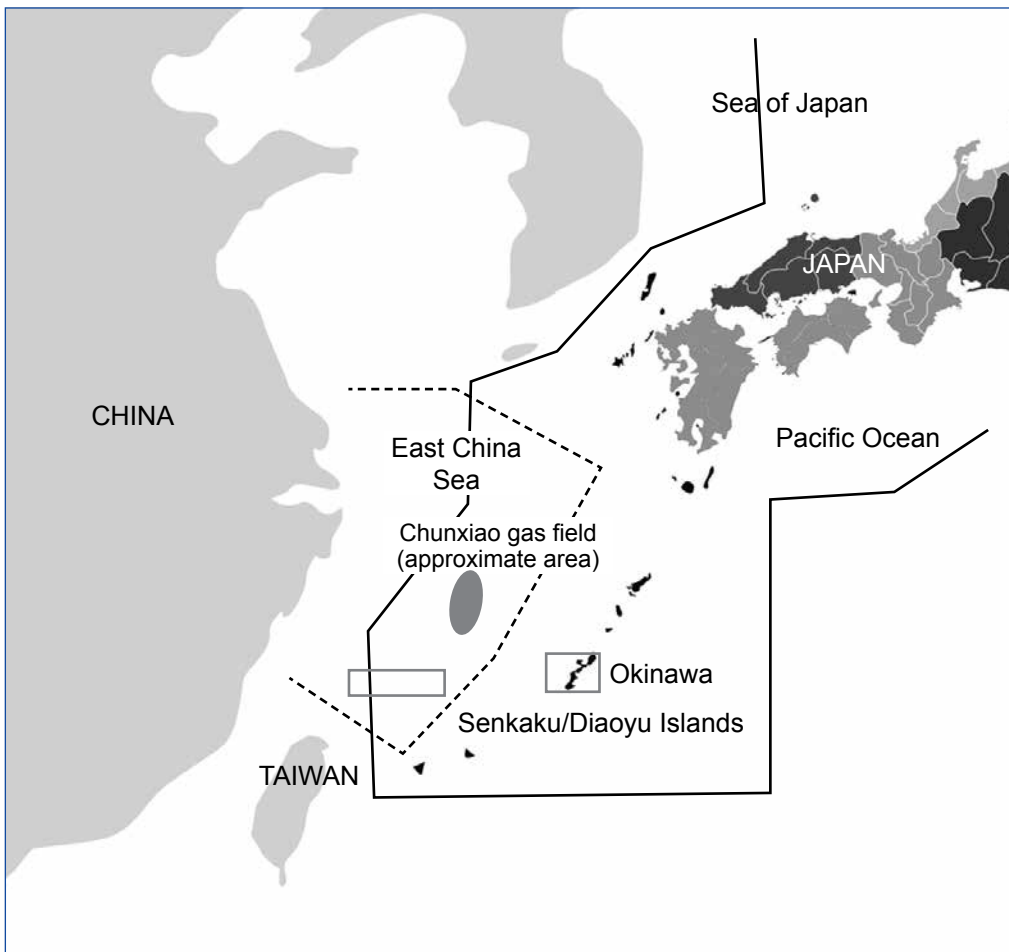 Sea of Japan
JAPAN
CHINA
Pacific Ocean
East China
Sea
Chunxiao gas field
(approximate area)
Okinawa
Senkaku/Diaoyu Islands
TAIWAN